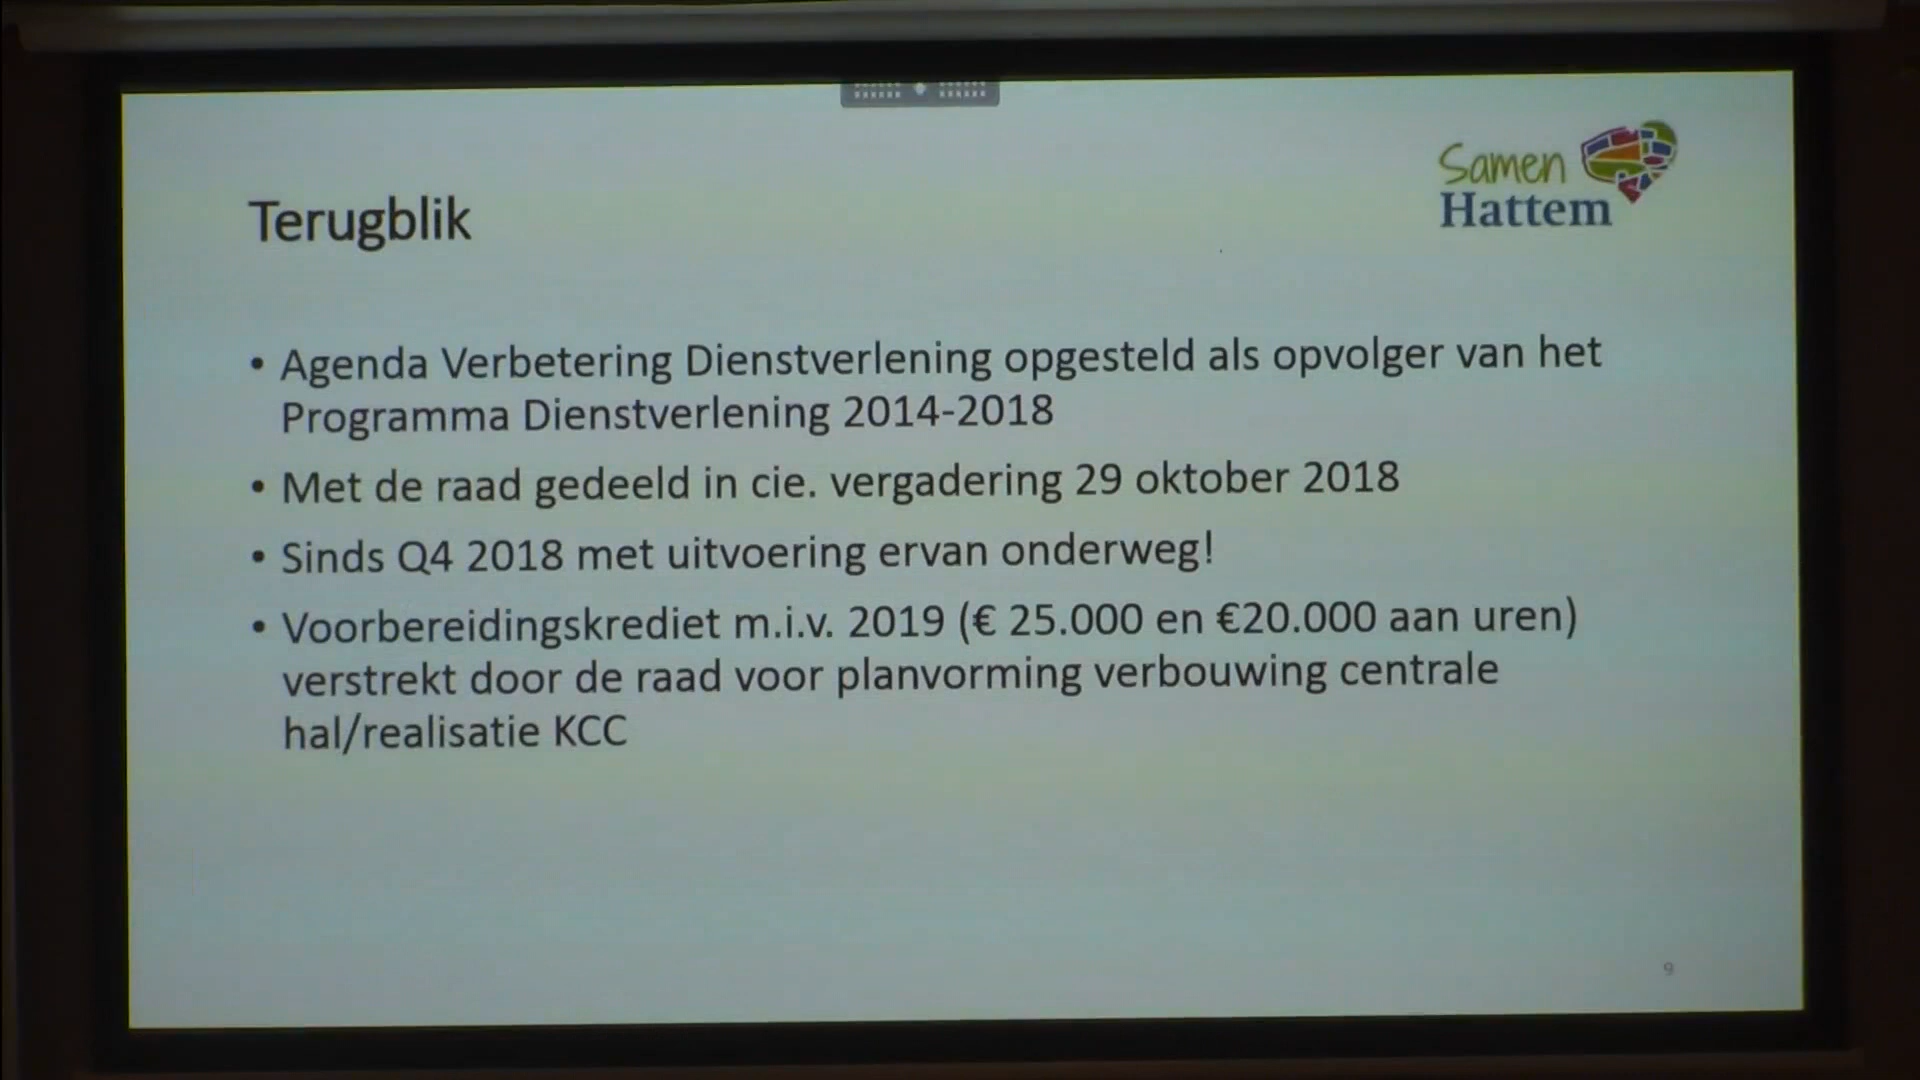 Samen
Hattem
Terugblik
• Agenda Verbetering Dienstverlening opgesteld als opvolger van het
Programma Dienstverlening 2014-2018
• Met de raad gedeeld in cie. vergadering 29 oktober 2018
• Sinds Q4 2018 met uitvoering ervan onderweg!
• Voorbereidingskrediet m.i.v. 2019 (€ 25.000 en €20.000 aan uren)
verstrekt door de raad voor planvorming verbouwing centrale
hal/realisatie KCC
9